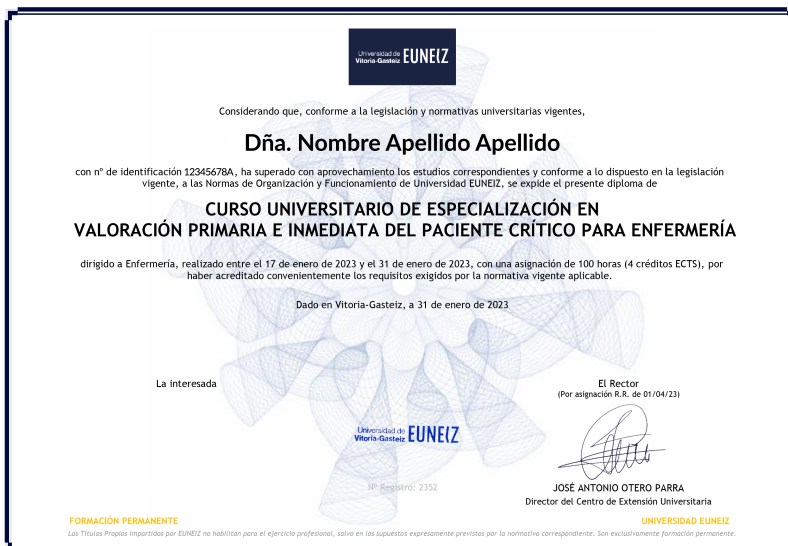 Universidad de
Vitoria-Gasteiz EUNEIZ
Considerando que, conforme a la legislación y normativas universitarias vigentes,
Dña. Nombre Apellido Apellido
con nº de identificación 12345678A, ha superado con aprovechamiento los estudios correspondientes y conforme a lo dispuesto en la legislación
vigente, a las Normas de Organización y Funcionamiento de Universidad EUNEIZ, se expide el presente diploma de
CURSO UNIVERSITARIO DE ESPECIALIZACIÓN EN
VALORACIÓN PRIMARIA E INMEDIATA DEL PACIENTE CRÍTICO PARA ENFERMERÍA
dirigido a Enfermería, realizado entre el 17 de enero de 2023 y el 31 de enero de 2023, con una asignación de 100 horas (4 créditos ECTS), por
haber acreditado convenientemente los requisitos exigidos por la normativa vigente aplicable.
Dado en Vitoria-Gasteiz, a 31 de enero de 2023
La interesada
El Rector
(Por asignación R.R. de 01/04/23)
Universidad de
Vitoria-Gasteiz EUNEIZ
Nº Registro: 2352
JOSÉ ANTONIO OTERO PARRA
Director del Centro de Extensión Universitaria
FORMACIÓN PERMANENTE
UNIVERSIDAD EUNEIZ
Los Títulos Propios impartidos por EUNEIZ no habilitan para el ejercicio profesional, salvo en los supuestos expresamente previstos por la normativa correspondiente. Son exclusivamente formación permanente.